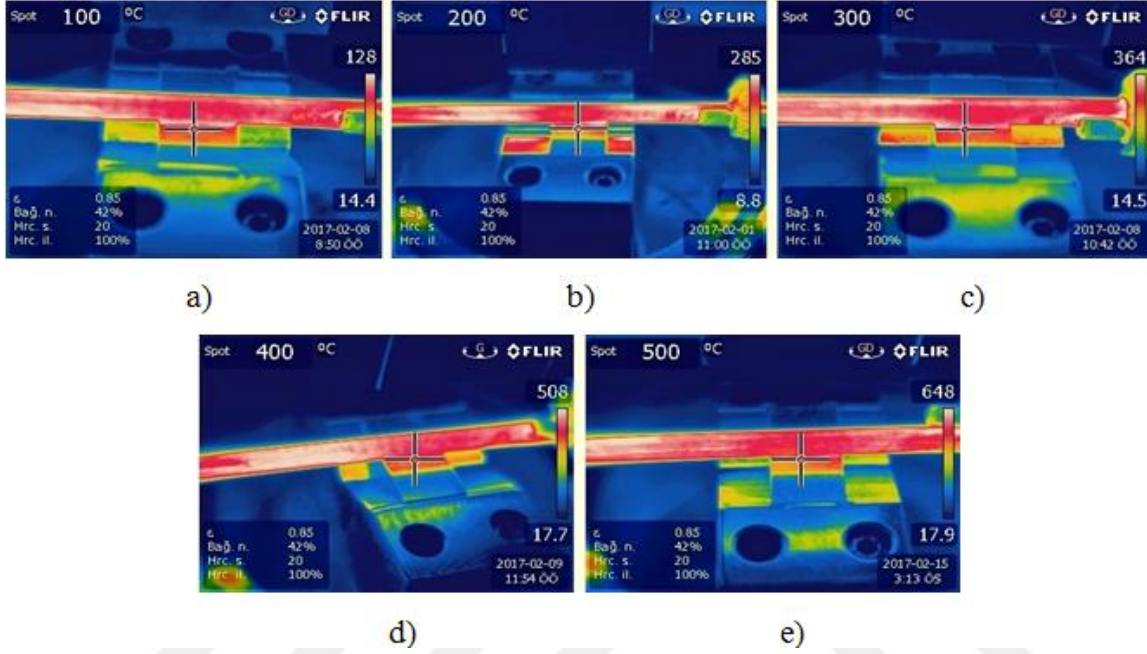 Spot 100 °C GD FLIR
128
14.4
ε 0.85
Bağ. n. 42%
Hrc. s. 20
Hrc. il. 100%
2017-02-08
8:50 ÖÖ
a)
Spot 200 °C GD FLIR
285
8.8
ε 0.85
Bağ. n. 42%
Hrc. s. 20
Hrc. il. 100%
2017-02-01
11:00 ÖÖ
b)
Spot 300 °C GD FLIR
364
14.5
ε 0.85
Bağ. n. 42%
Hrc. s. 20
Hrc. il. 100%
2017-02-08
10:42 ÖÖ
c)
Spot 400 °C G FLIR
508
17.7
ε 0.85
Bağ. n. 42%
Hrc. s. 20
Hrc. il. 100%
2017-02-09
11:54 ÖÖ
d)
Spot 500 °C GD FLIR
648
17.9
ε 0.85
Bağ. n. 42%
Hrc. s. 20
Hrc. il. 100%
2017-02-15
3:13 ÖS
e)